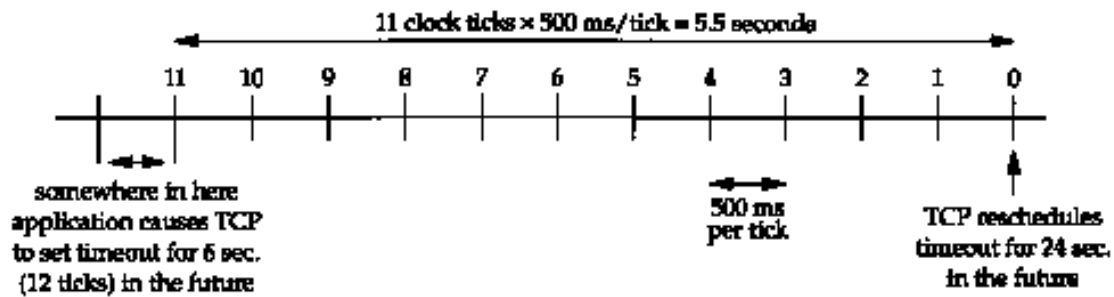 11 clock ticks × 500 ms/tick = 5.5 seconds
11 10 9 8 7 6 5 4 3 2 1 0
somewhere in here
application causes TCP
to set timeout for 6 sec.
(12 ticks) in the future
500 ms
per tick
TCP reschedules
timeout for 24 sec.
in the future